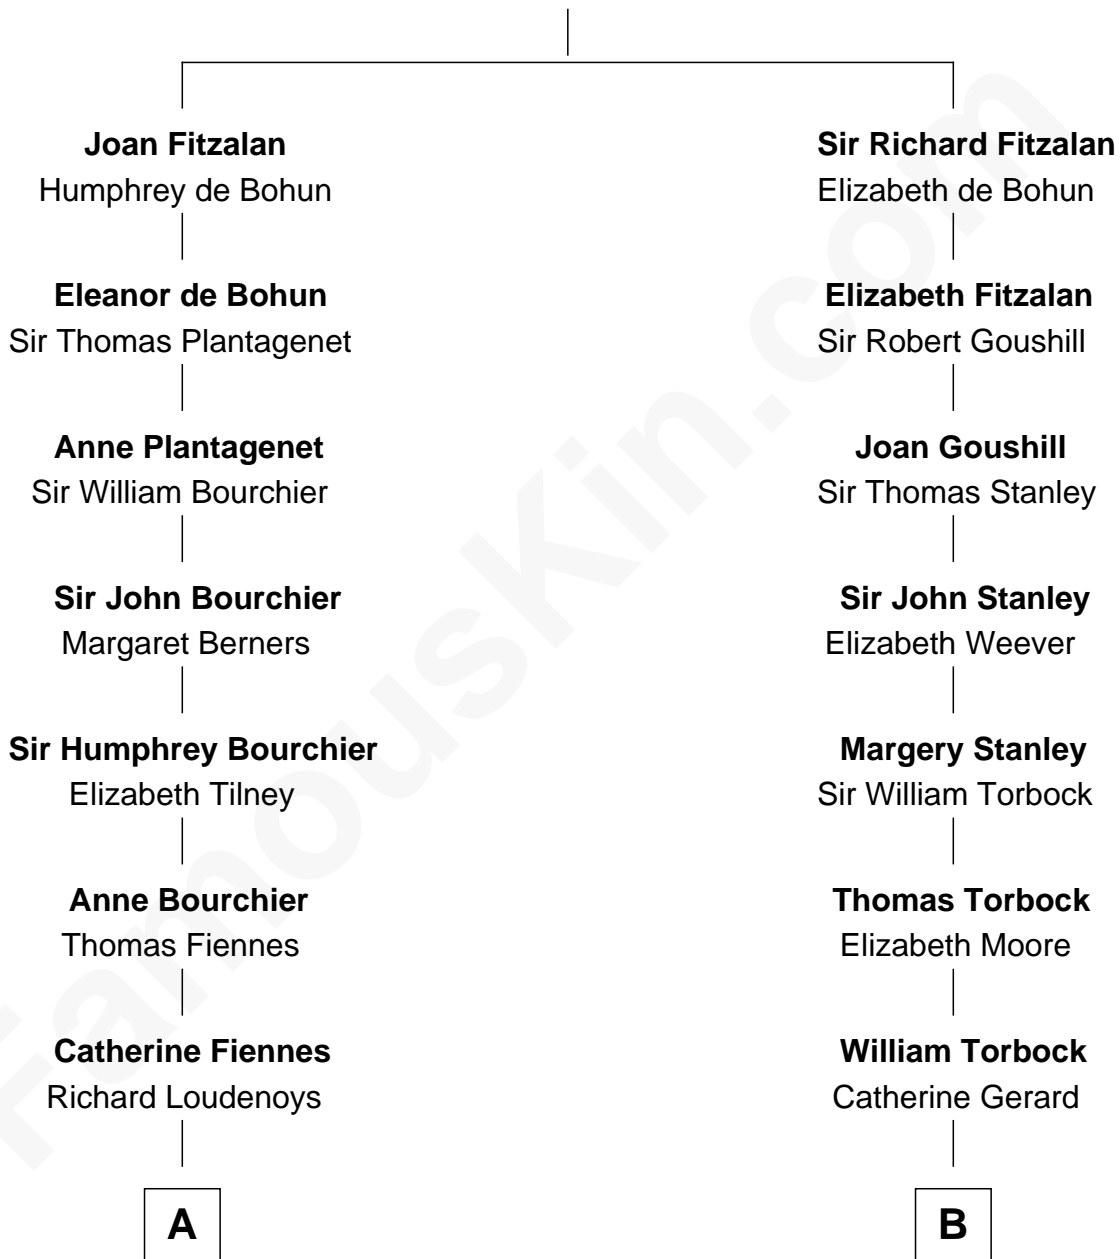 Joan Fitzalan
Humphrey de Bohun
Eleanor de Bohun
Sir Thomas Plantagenet
Anne Plantagenet
Sir William Bourchier
Sir John Bourchier
Margaret Berners
Sir Humphrey Bourchier
Elizabeth Tilney
Anne Bourchier
Thomas Fiennes
Catherine Fiennes
Richard Loudenoys
A
Sir Richard Fitzalan
Elizabeth de Bohun
Elizabeth Fitzalan
Sir Robert Goushill
Joan Goushill
Sir Thomas Stanley
Sir John Stanley
Elizabeth Weever
Margery Stanley
Sir William Torbock
Thomas Torbock
Elizabeth Moore
William Torbock
Catherine Gerard
B
FamousKin.com